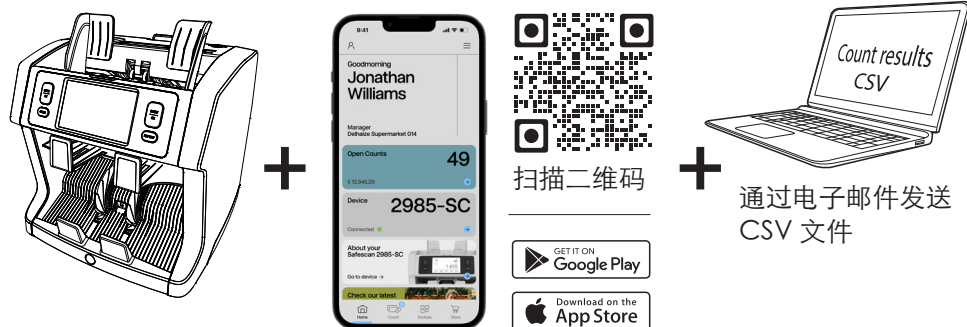 9:41
Goodmorning
Jonathan
Williams
Manager
Delhaize Supermarket 014
Open Counts
49
€ 12.940,20
Device
2985-SC
Connected
About your
Safescan 2985-SC
Go to device →
Check our latest
Home
Count
Devices
Store
扫描二维码
GET IT ON
Google Play
Download on the
App Store
Count results
CSV
通过电子邮件发送
CSV 文件